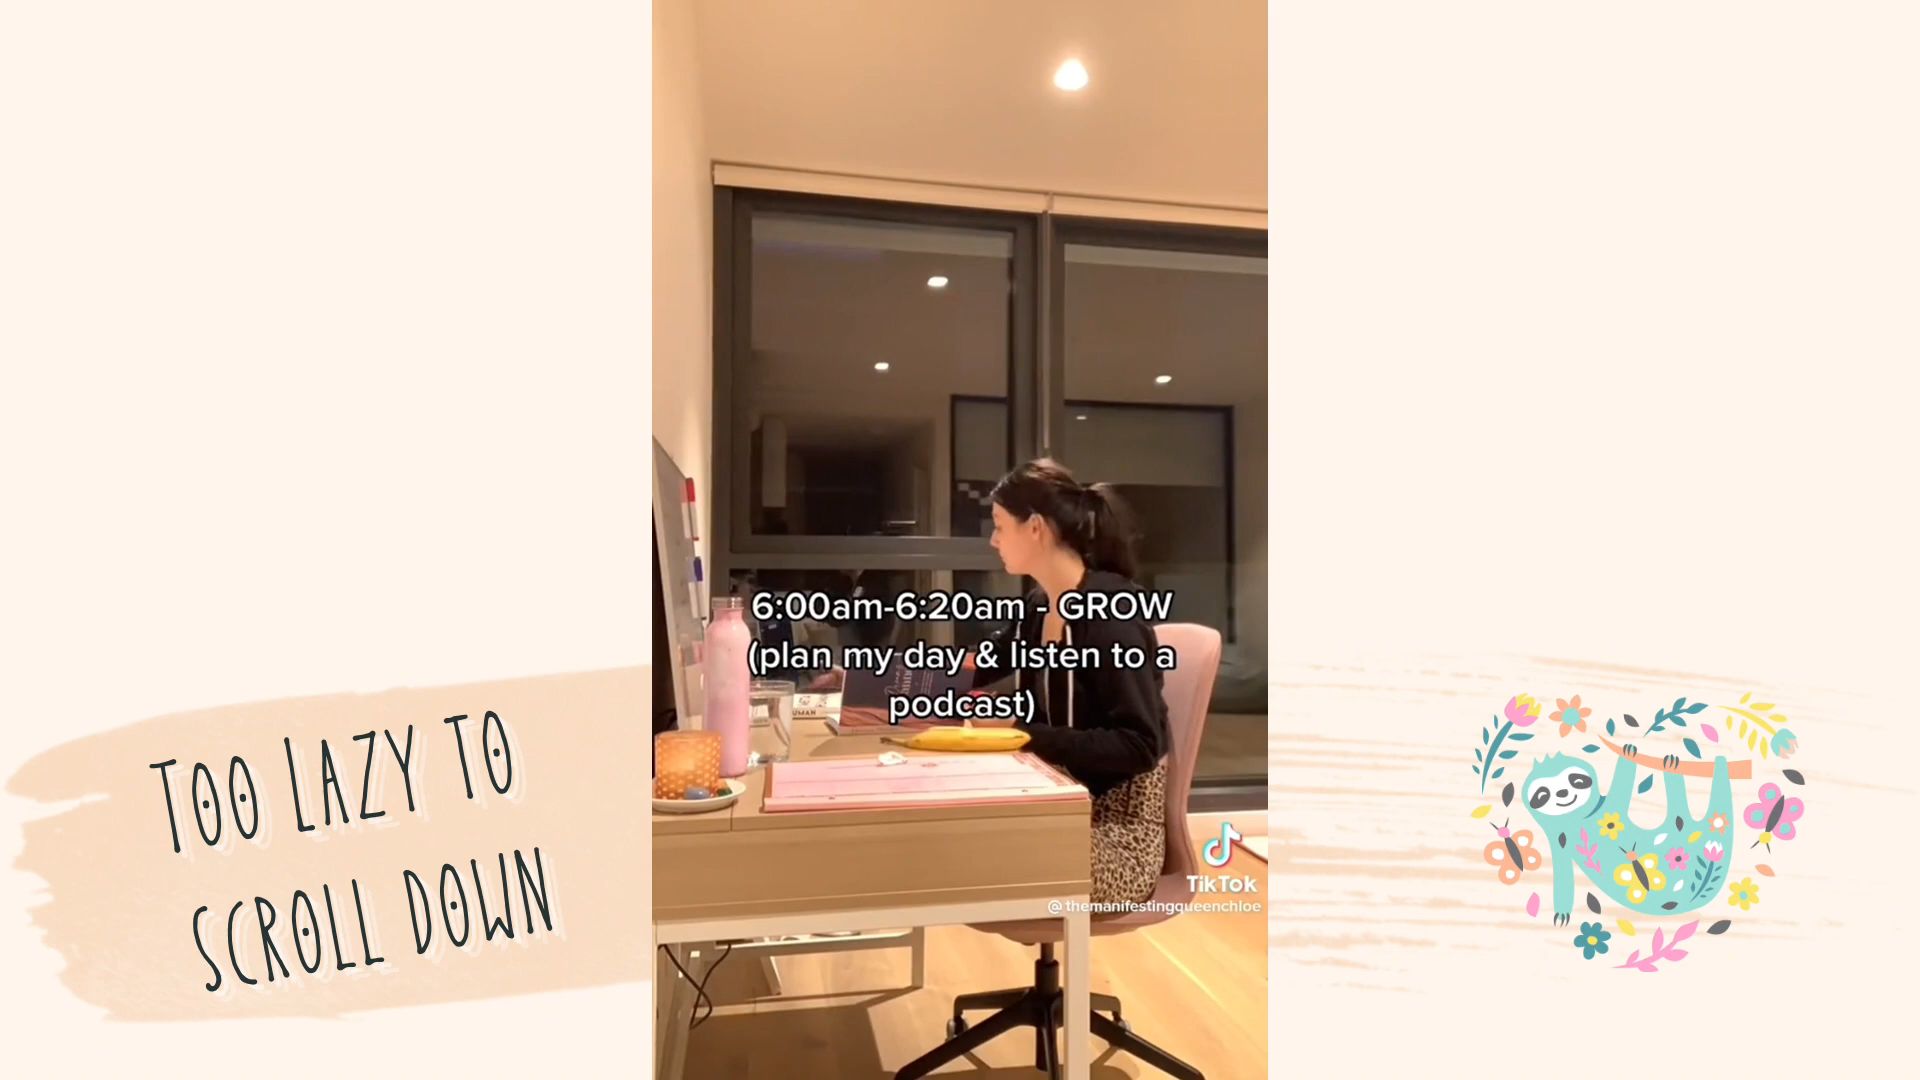 TOO LAZY TO
SCROLL DOWN
6:00am-6:20am - GROW
(plan my day & listen to a
podcast)
TikTok
@themanifestingqueenchloe